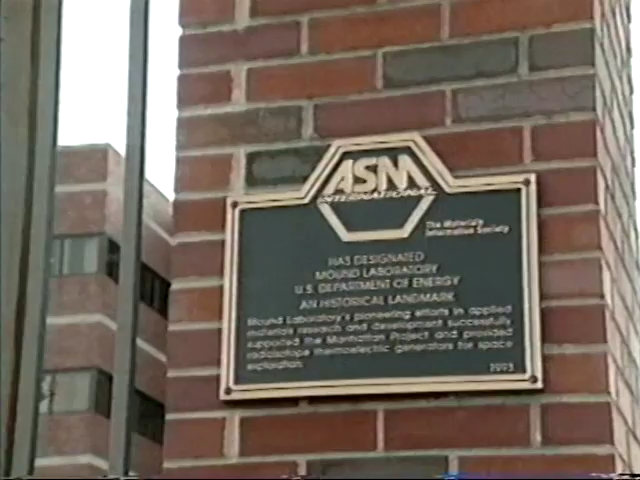 ASM
INTERNATIONAL
The Materials
Information Society
HAS DESIGNATED
MOUND LABORATORY
U.S. DEPARTMENT OF ENERGY
AN HISTORICAL LANDMARK
Mound Laboratory's pioneering efforts in applied
materials research and development successfully
supported the Manhattan Project and provided
radioisotope thermoelectric generators for space
exploration.